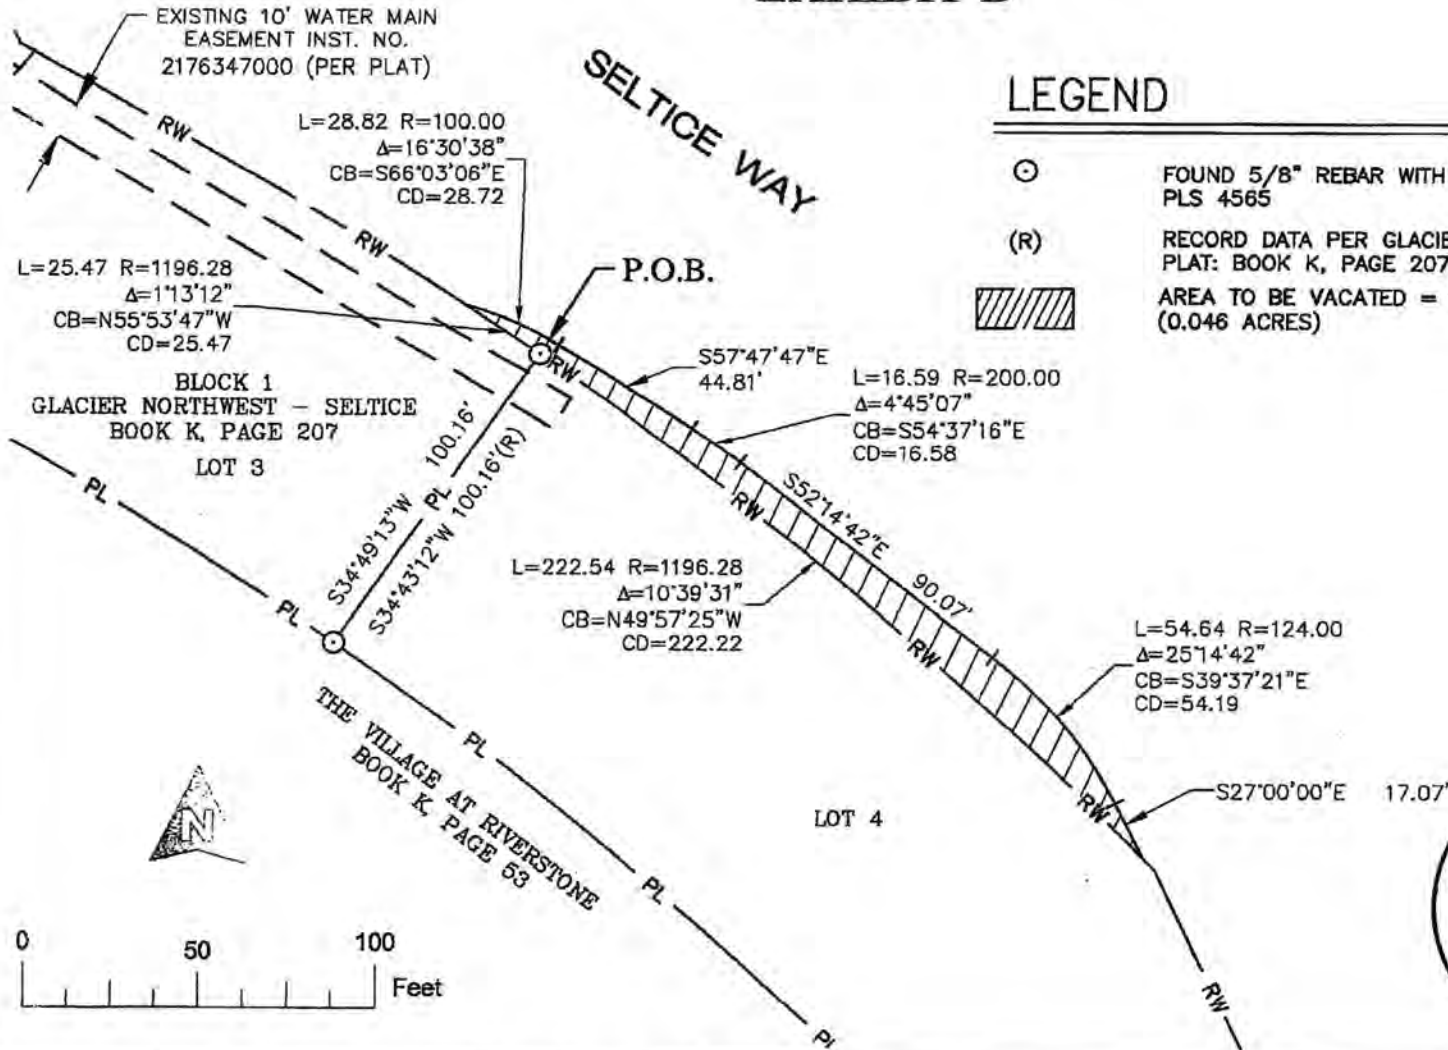 EXISTING 10' WATER MAIN
EASEMENT INST. NO.
2176347000 (PER PLAT)
SELTICE WAY
LEGEND
FOUND 5/8" REBAR WITH
PLS 4565
(R)
RECORD DATA PER GLACIE
PLAT: BOOK K, PAGE 207
AREA TO BE VACATED =
(0.046 ACRES)
RW
L=28.82 R=100.00
Δ=16°30'38"
CB=S66°03'06"E
CD=28.72
RW
P.O.B.
L=25.47 R=1196.28
Δ=1°13'12"
CB=N55°53'47"W
CD=25.47
RW
S57°47'47"E
44.81'
L=16.59 R=200.00
Δ=4°45'07"
CB=S54°37'16"E
CD=16.58
BLOCK 1
GLACIER NORTHWEST – SELTICE
BOOK K, PAGE 207
LOT 3
PL
S34°49'13"W 100.16'
PL
S34°43'12"W 100.16'(R)
RW
S52°14'42"E
90.07'
L=222.54 R=1196.28
Δ=10°39'31"
CB=N49°57'25"W
CD=222.22
PL
RW
L=54.64 R=124.00
Δ=25°14'42"
CB=S39°37'21"E
CD=54.19
THE VILLAGE AT RIVERSTONE
BOOK K, PAGE 53
PL
S27°00'00"E 17.07'
RW
LOT 4
N
PL
0 50 100
Feet
RW
PL